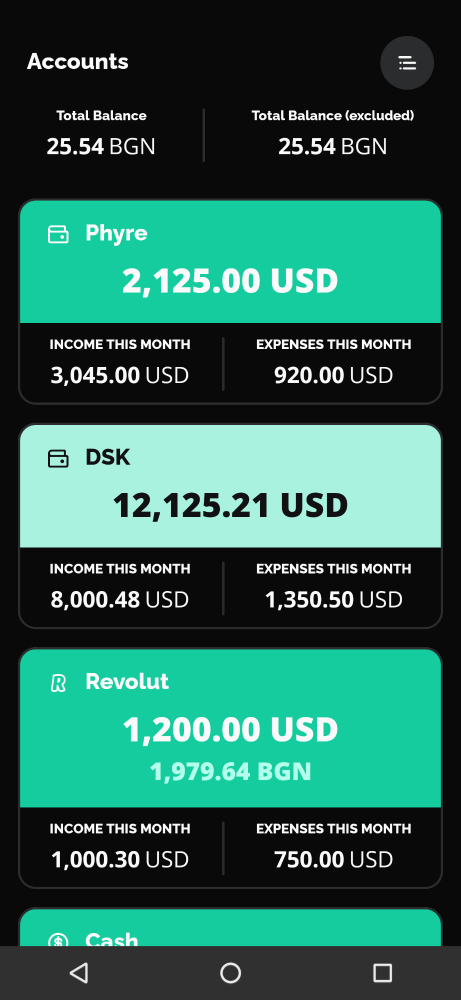 Accounts
Total Balance
25.54 BGN
Total Balance (excluded)
25.54 BGN
Phyre
2,125.00 USD
INCOME THIS MONTH
3,045.00 USD
EXPENSES THIS MONTH
920.00 USD
DSK
12,125.21 USD
INCOME THIS MONTH
8,000.48 USD
EXPENSES THIS MONTH
1,350.50 USD
Revolut
1,200.00 USD
1,979.64 BGN
INCOME THIS MONTH
1,000.30 USD
EXPENSES THIS MONTH
750.00 USD
Cash